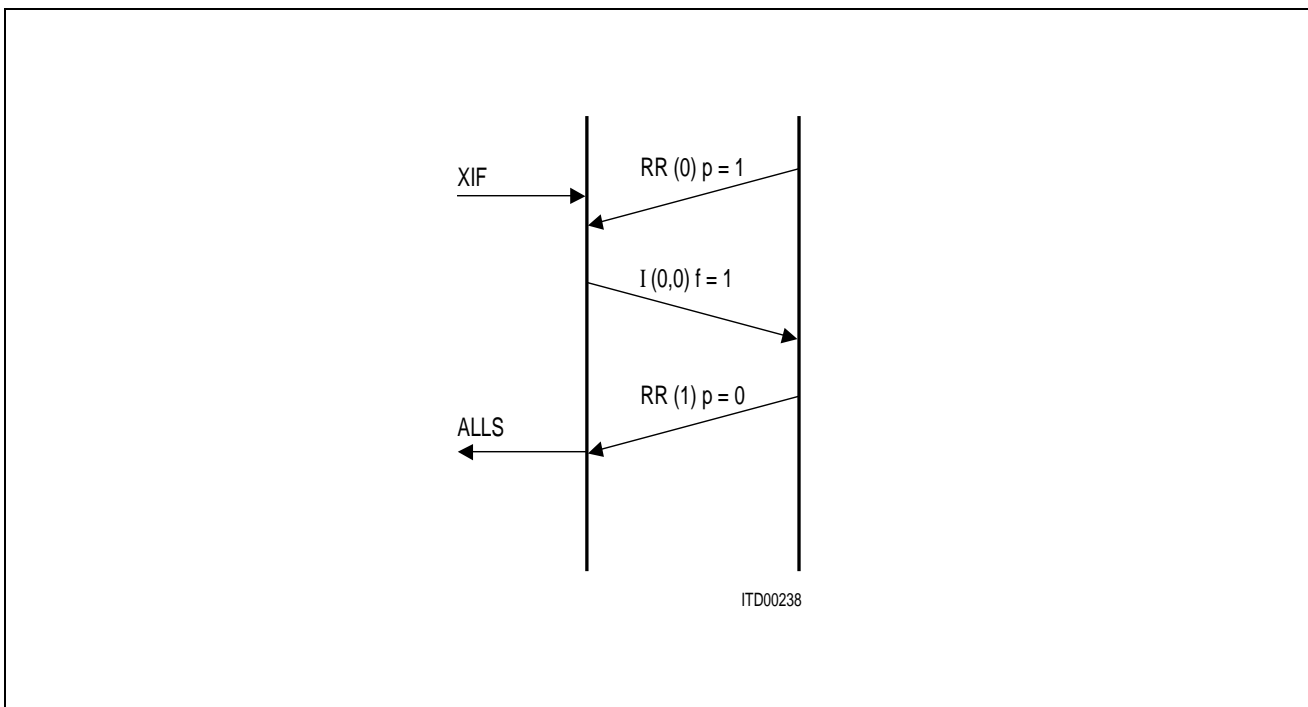 RR (0) p = 1
XIF
I (0,0) f = 1
RR (1) p = 0
ALLS
ITD00238